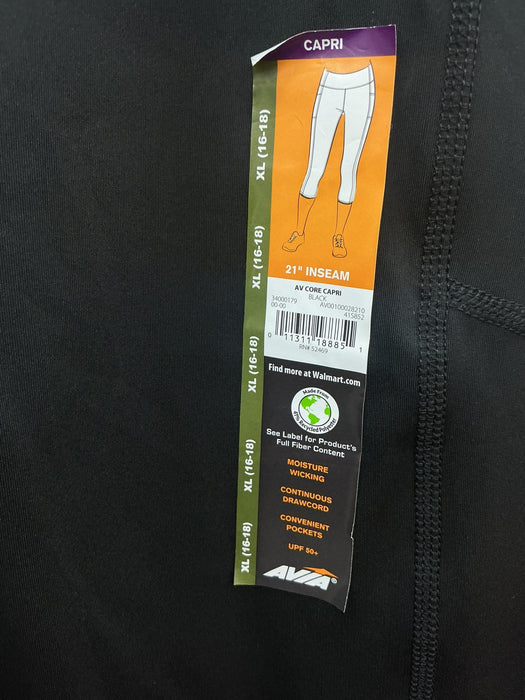 CAPRI
XL (16-18)
XL (16-18)
XL (16-18)
XL (16-18)
XL (16-18)
21" INSEAM
AV CORE CAPRI
34000179 BLACK AV00100028210
00-00 415852
0 11311 18885 1
RN# 52469
Find more at Walmart.com
Made From
47% Recycled Polyester
See Label for Product's
Full Fiber Content
MOISTURE
WICKING
CONTINUOUS
DRAWCORD
CONVENIENT
POCKETS
UPF 50+
AVIA®